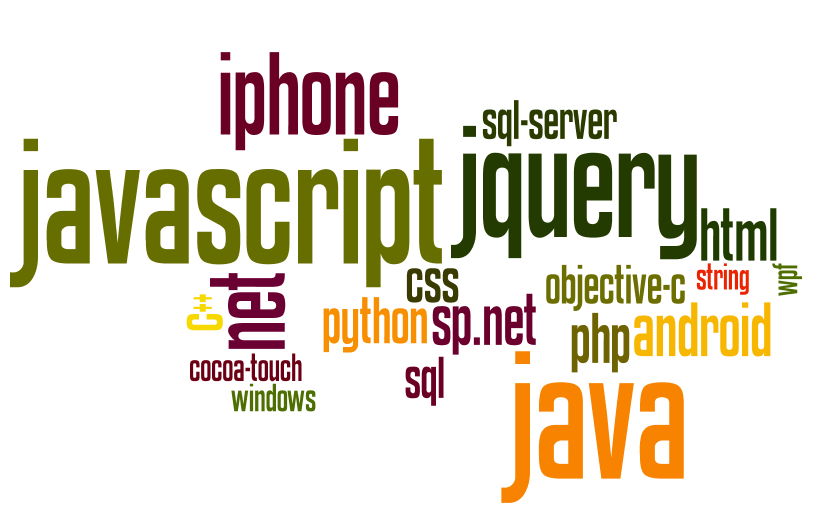 iphone
sql-server
javascript
jquery
html
net
c++
css
objective-c
string
wpf
python
sp.net
php
android
cocoa-touch
sql
windows
java